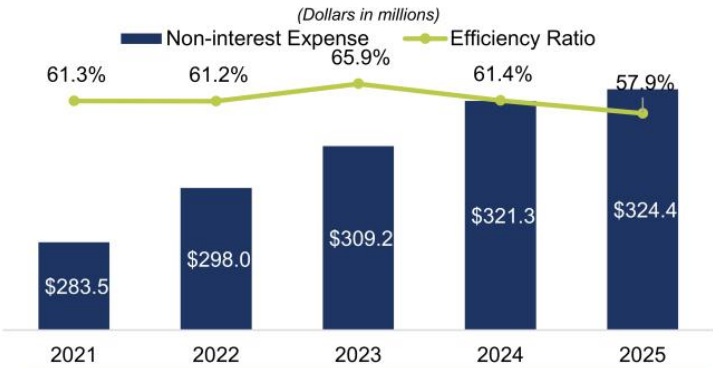 (Dollars in millions)
Non-interest Expense Efficiency Ratio
61.3% 61.2% 65.9% 61.4% 57.9%
$283.5 $298.0 $309.2 $321.3 $324.4
2021 2022 2023 2024 2025